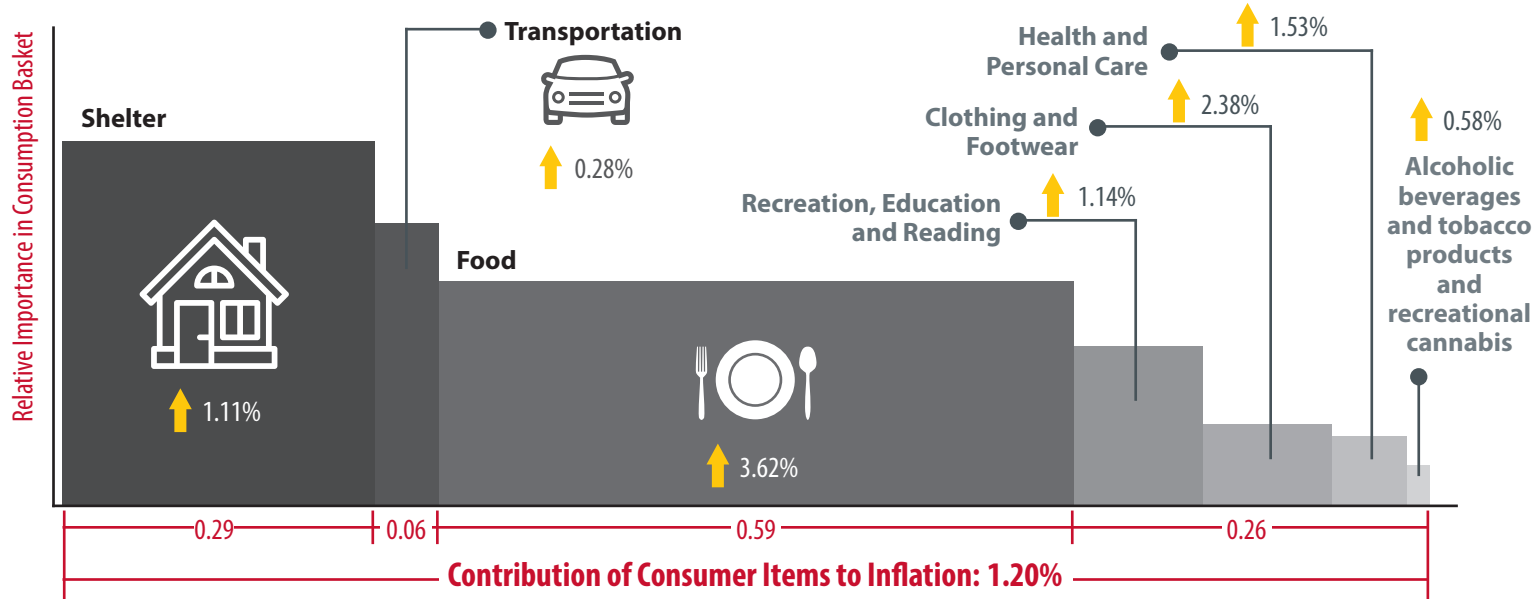 Relative Importance in Consumption Basket
Shelter
1.11%
Transportation
0.28%
Food
3.62%
Recreation, Education
and Reading
1.14%
Clothing and
Footwear
2.38%
Health and
Personal Care
1.53%
0.58%
Alcoholic
beverages
and tobacco
products
and
recreational
cannabis
0.29
0.06
0.59
0.26
Contribution of Consumer Items to Inflation: 1.20%